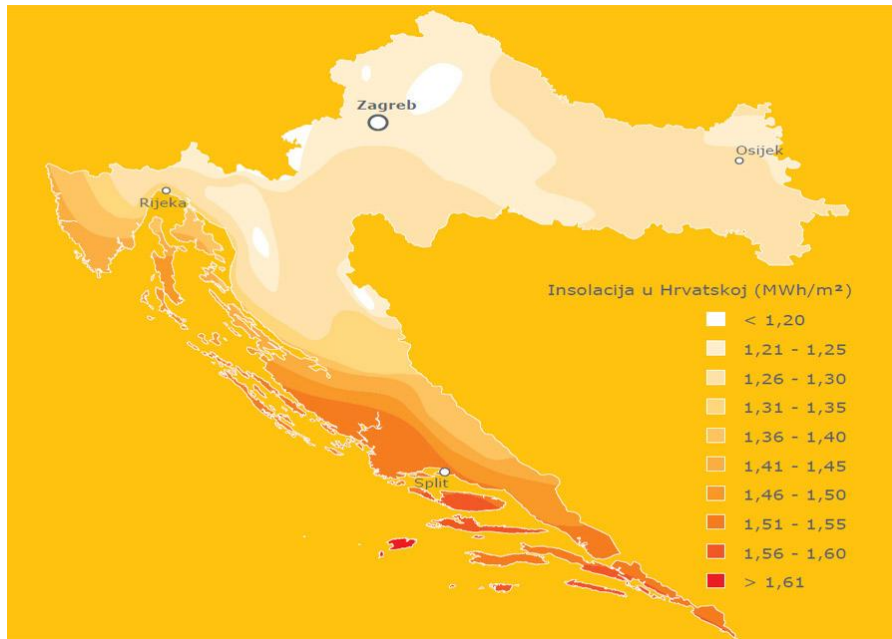 Zagreb
Osijek
Rijeka
Insolacija u Hrvatskoj (MWh/m²)
< 1,20
1,21 - 1,25
1,26 - 1,30
1,31 - 1,35
1,36 - 1,40
1,41 - 1,45
1,46 - 1,50
1,51 - 1,55
1,56 - 1,60
> 1,61
Split